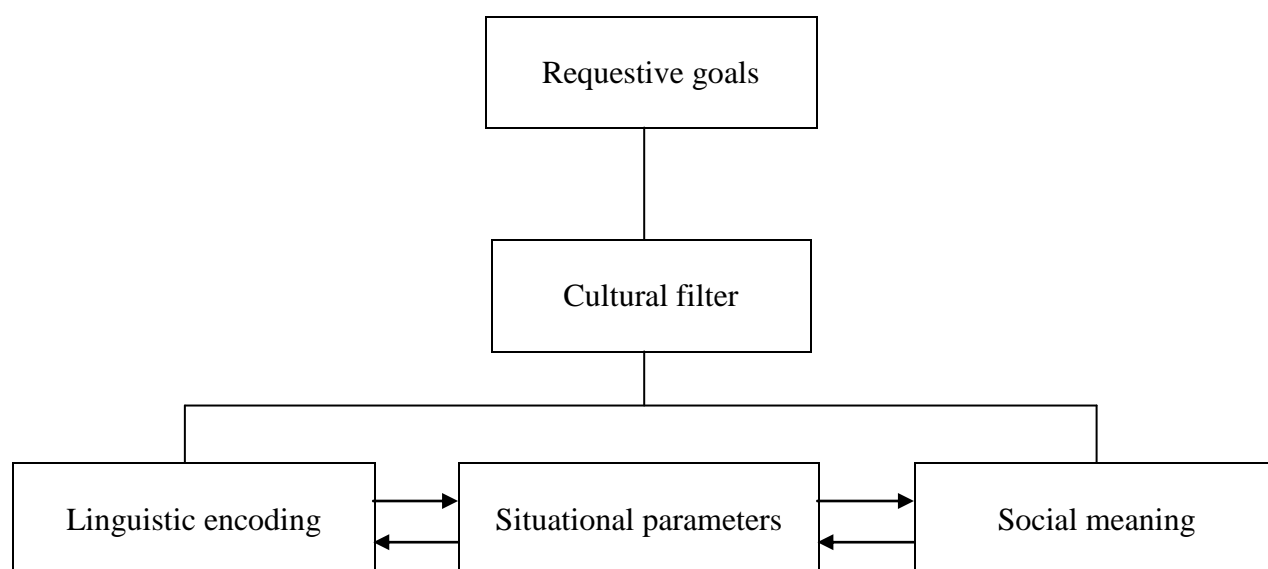 Requestive goals
Cultural filter
Linguistic encoding
Situational parameters
Social meaning